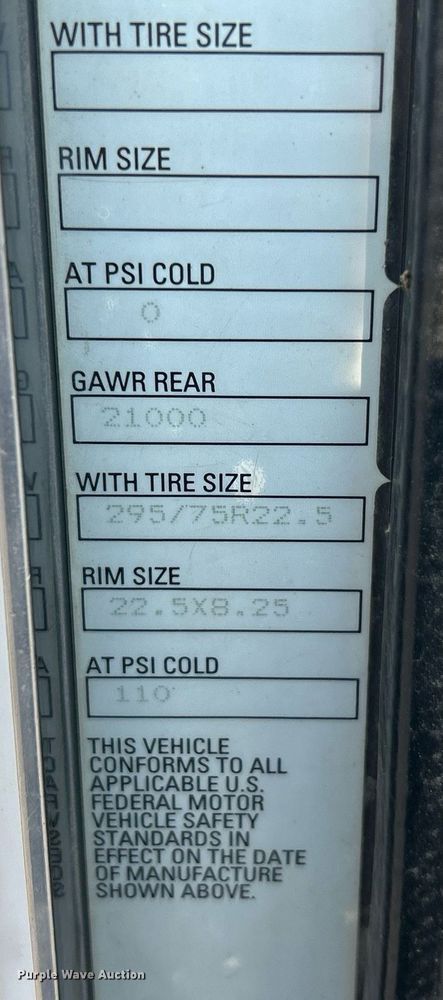 WITH TIRE SIZE
RIM SIZE
AT PSI COLD
0
GAWR REAR
21000
WITH TIRE SIZE
295/75R22.5
RIM SIZE
22.5X8.25
AT PSI COLD
110
THIS VEHICLE
CONFORMS TO ALL
APPLICABLE U.S.
FEDERAL MOTOR
VEHICLE SAFETY
STANDARDS IN
EFFECT ON THE DATE
OF MANUFACTURE
SHOWN ABOVE.
Purple Wave Auction